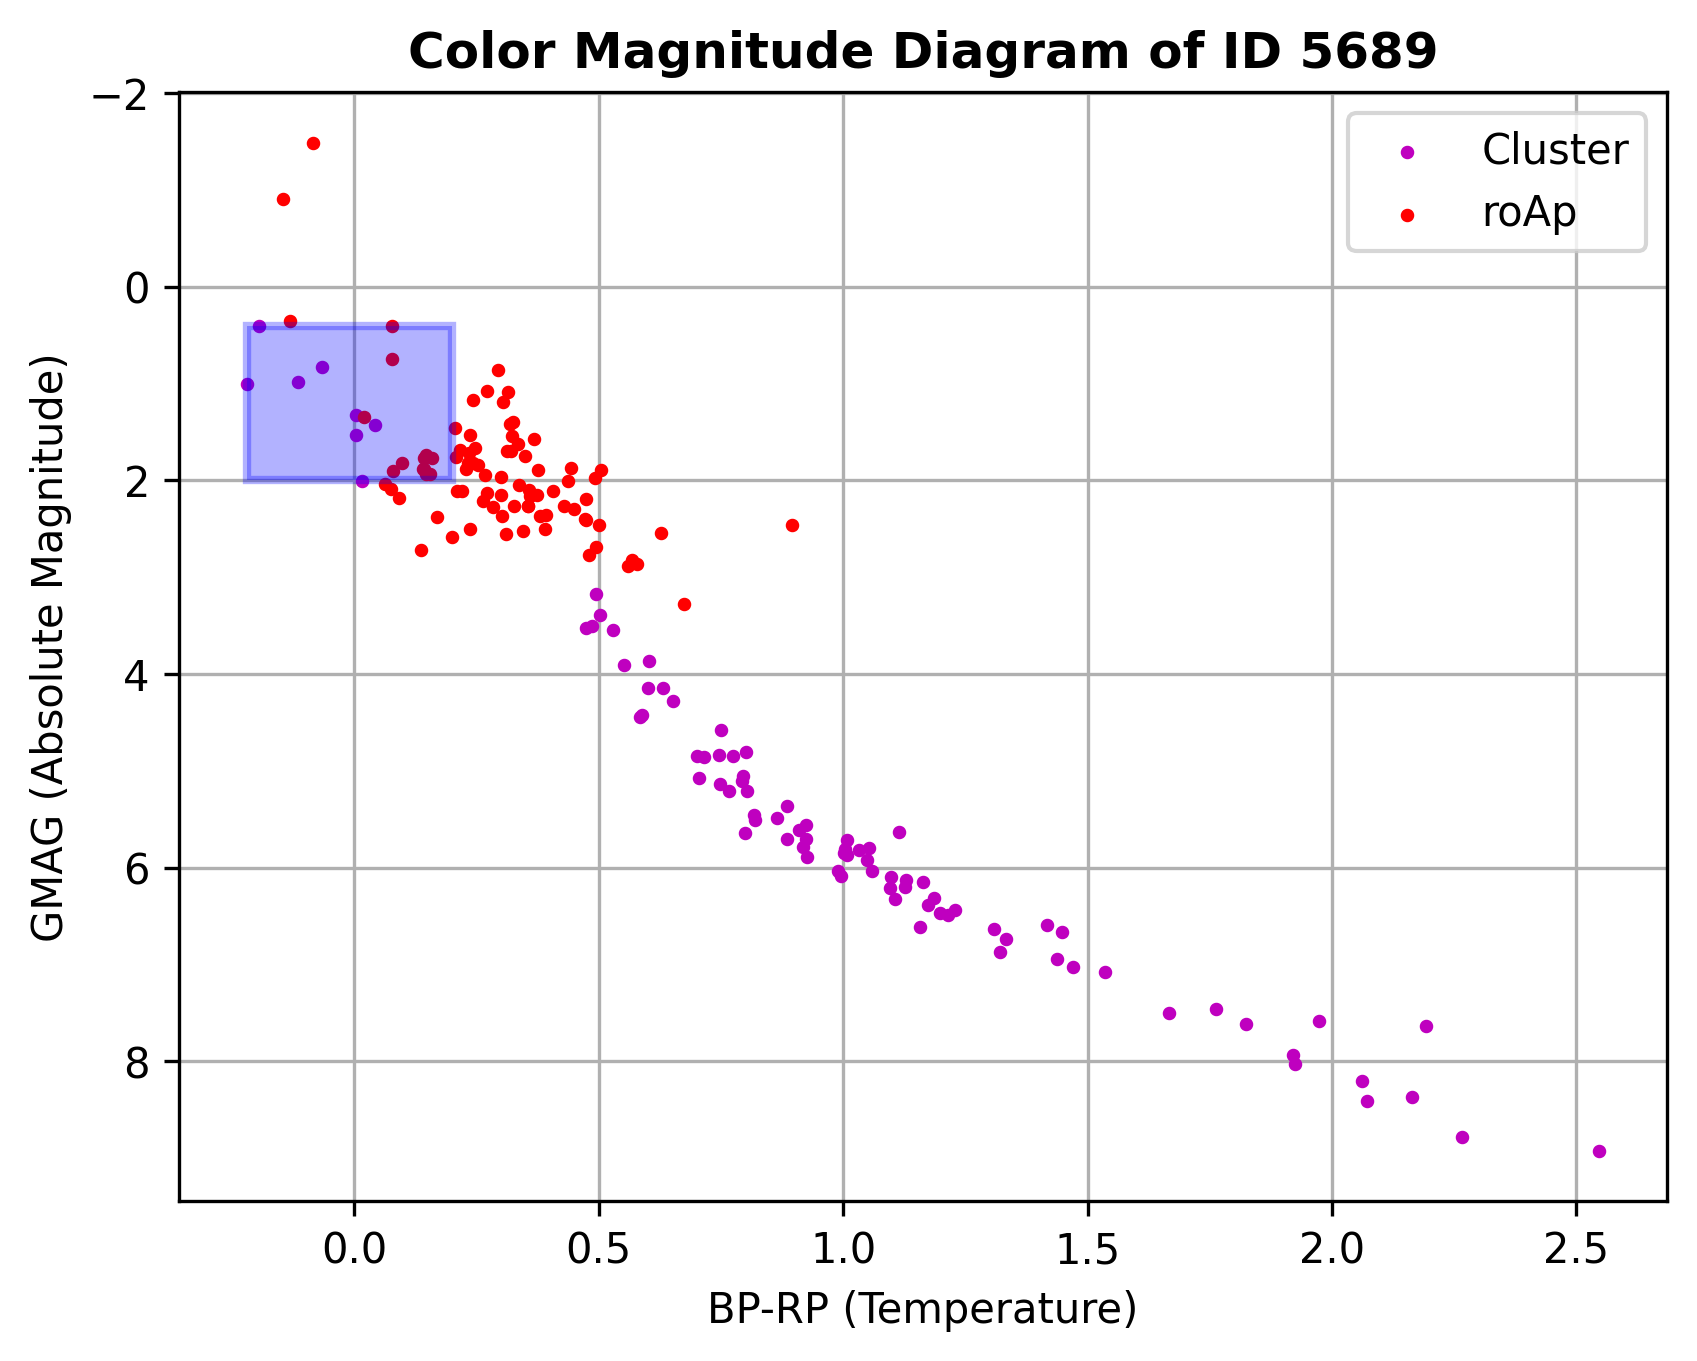 Color Magnitude Diagram of ID 5689
Cluster
roAp
GMAG (Absolute Magnitude)
−2
0
2
4
6
8
0.0 0.5 1.0 1.5 2.0 2.5
BP-RP (Temperature)